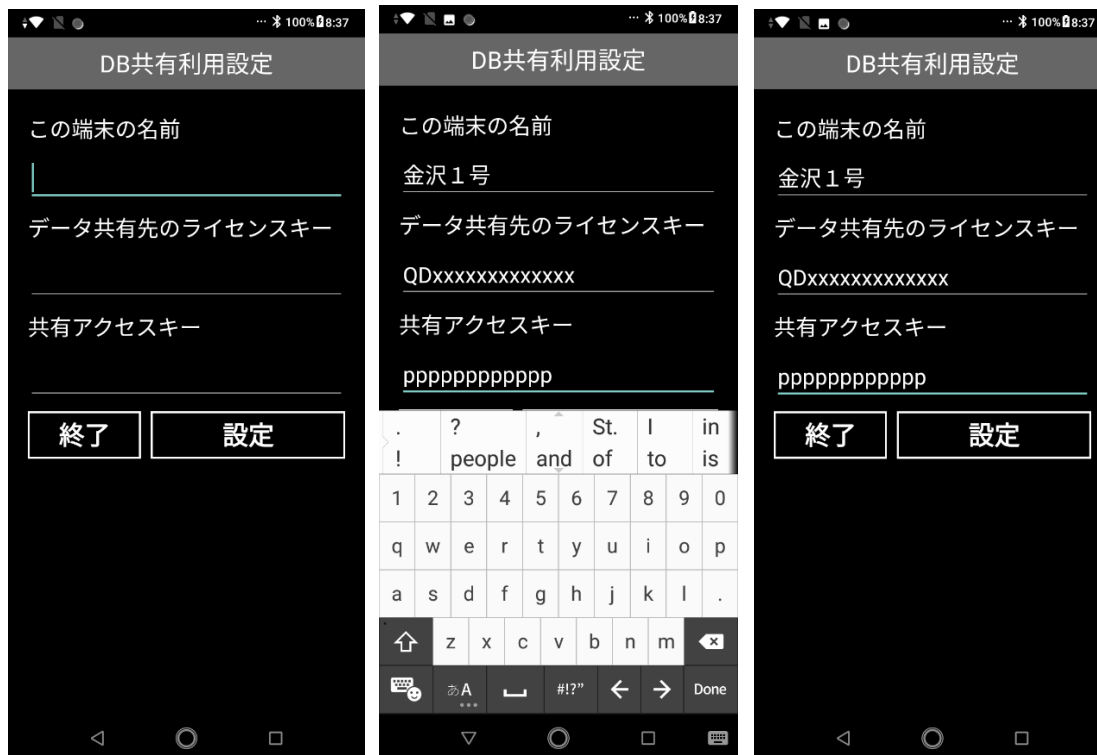 100% 8:37
DB共有利用設定
この端末の名前
データ共有先のライセンスキー
共有アクセスキー
終了 設定
100% 8:37
DB共有利用設定
この端末の名前
金沢１号
データ共有先のライセンスキー
QDxxxxxxxxxxxxx
共有アクセスキー
pppppppppppp
. ? , St. I in
! people and of to is
1 2 3 4 5 6 7 8 9 0
q w e r t y u i o p
a s d f g h j k l .
z x c v b n m
あA #!?” ← → Done
100% 8:37
DB共有利用設定
この端末の名前
金沢１号
データ共有先のライセンスキー
QDxxxxxxxxxxxxx
共有アクセスキー
pppppppppppp
終了 設定